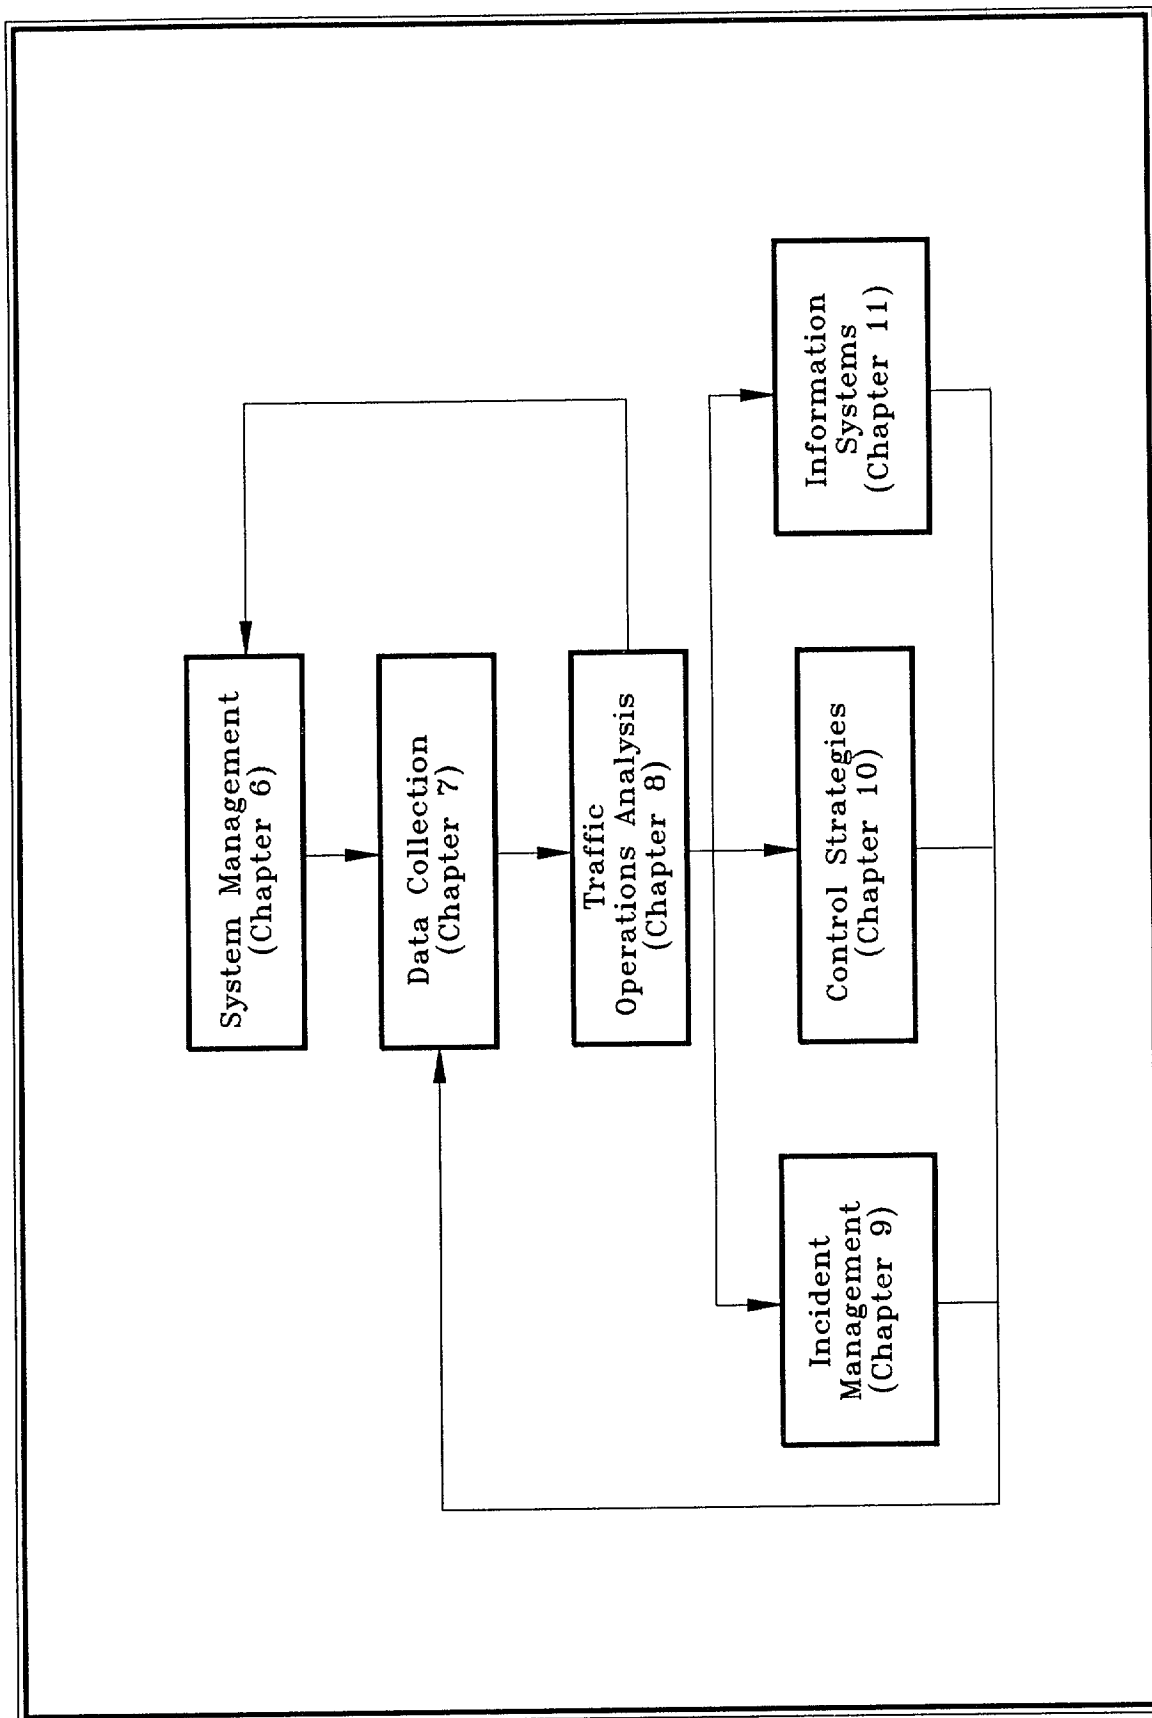 System Management
(Chapter 6)
Data Collection
(Chapter 7)
Traffic
Operations Analysis
(Chapter 8)
Incident
Management
(Chapter 9)
Control Strategies
(Chapter 10)
Information
Systems
(Chapter 11)